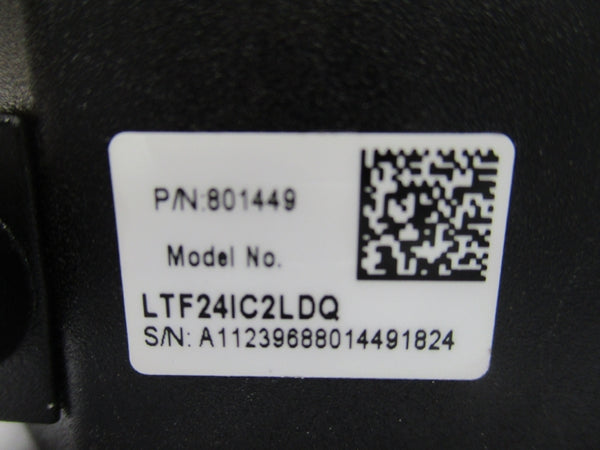 P/N:801449
Model No.
LTF24IC2LDQ
S/N: A11239688014491824